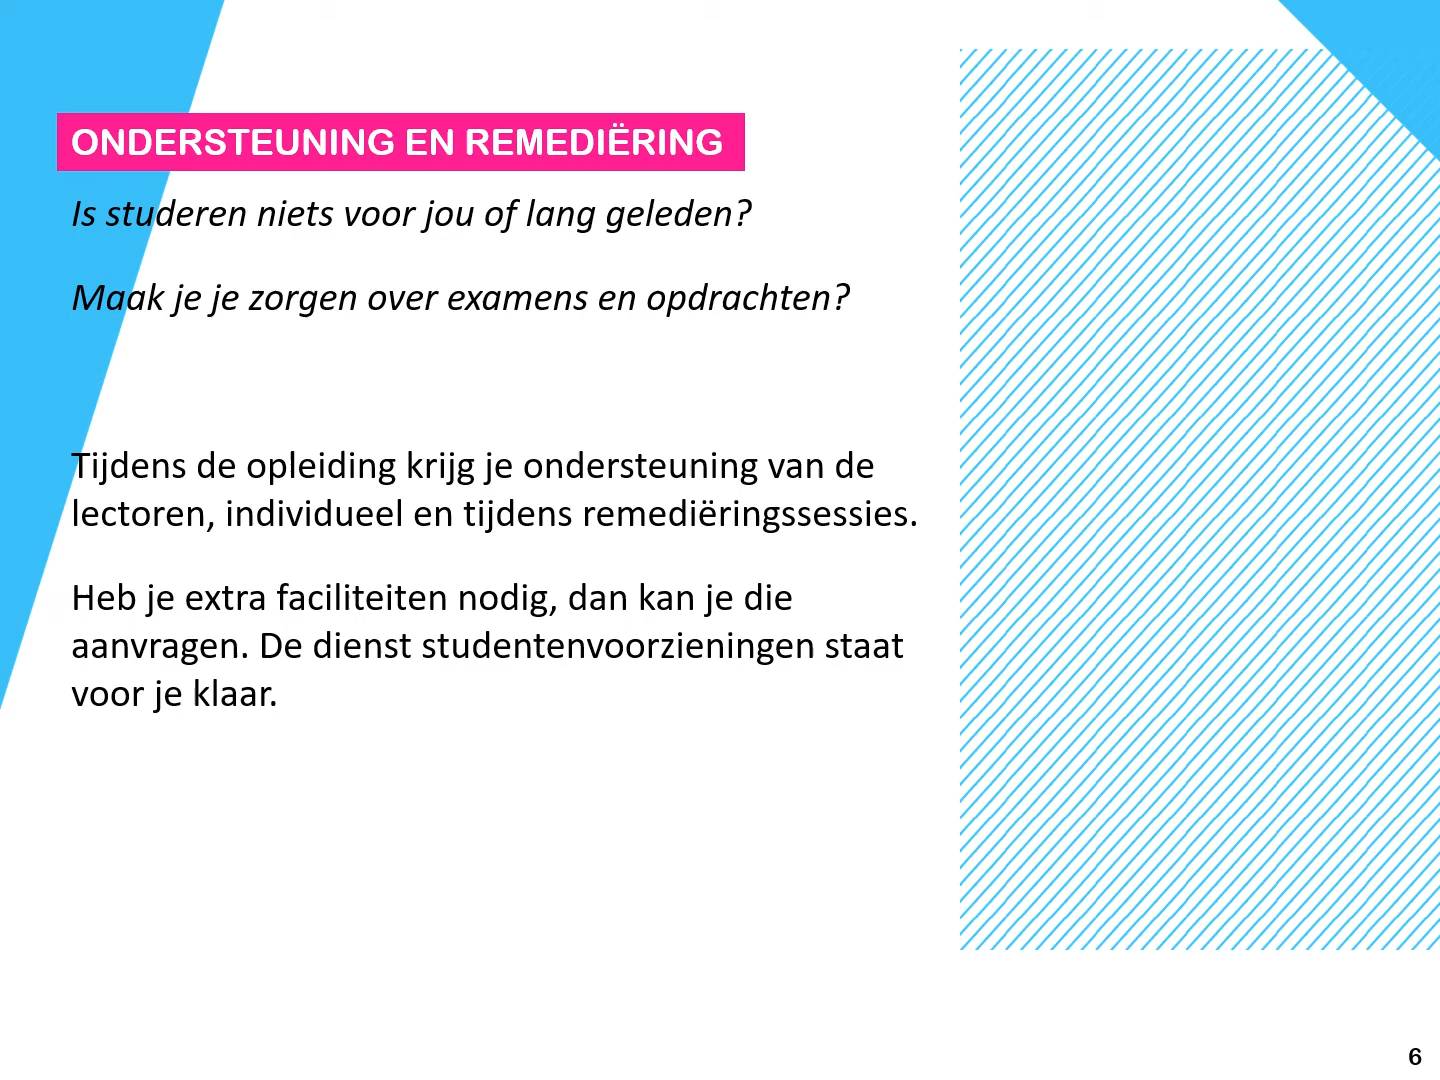 ONDERSTEUNING EN REMEDIËRING
Is studeren niets voor jou of lang geleden?
Maak je je zorgen over examens en opdrachten?
Tijdens de opleiding krijg je ondersteuning van de
lectoren, individueel en tijdens remediëringssessies.
Heb je extra faciliteiten nodig, dan kan je die
aanvragen. De dienst studentenvoorzieningen staat
voor je klaar.
6